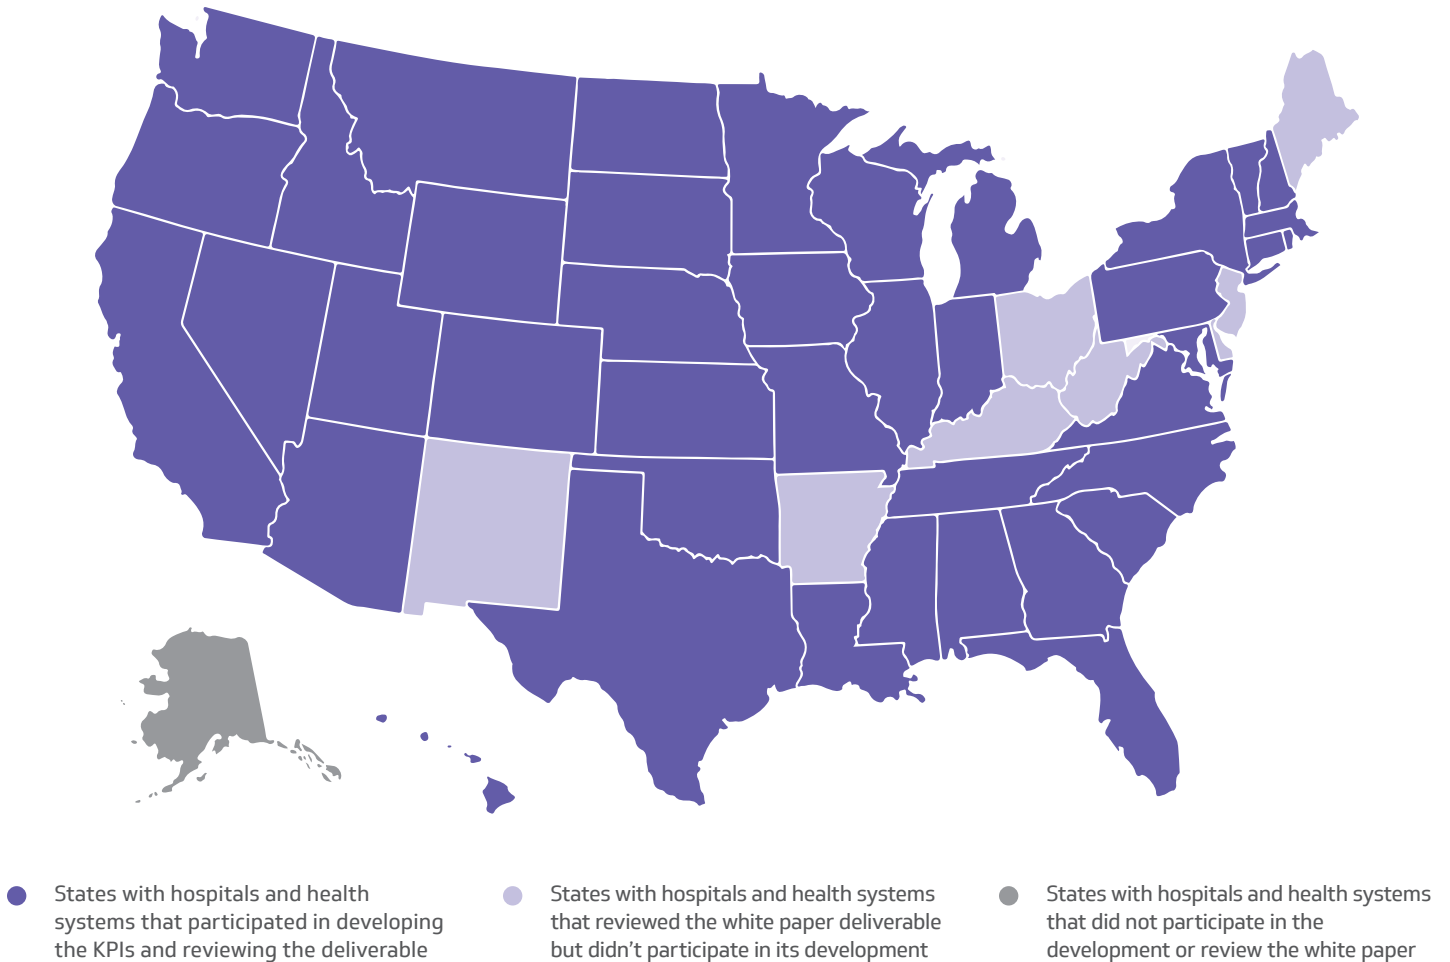 States with hospitals and health
systems that participated in developing
the KPIs and reviewing the deliverable
States with hospitals and health systems
that reviewed the white paper deliverable
but didn’t participate in its development
States with hospitals and health systems
that did not participate in the
development or review the white paper